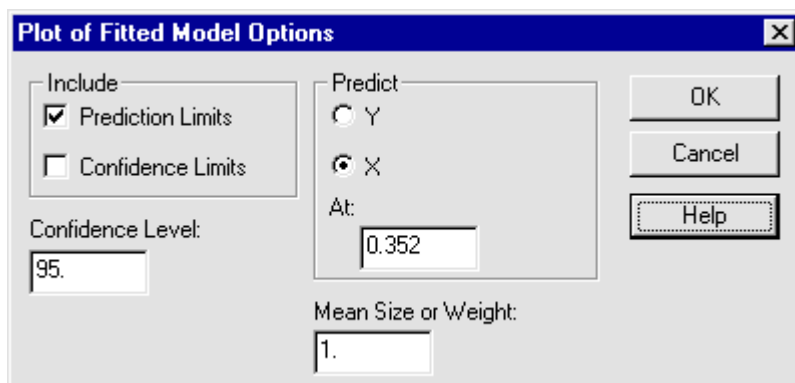 Plot of Fitted Model Options
Include
Prediction Limits
Confidence Limits
Confidence Level:
95.
Predict
Y
X
At:
0.352
Mean Size or Weight:
1.
OK
Cancel
Help